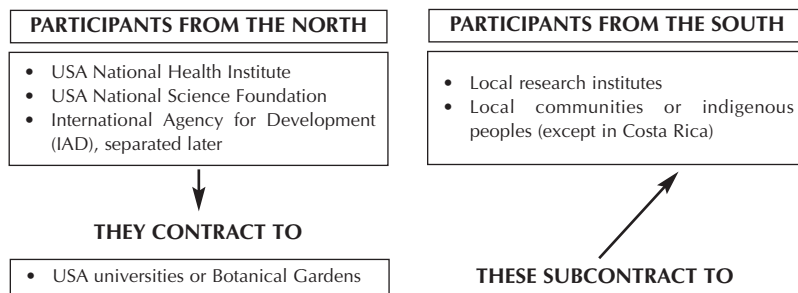 PARTICIPANTS FROM THE NORTH
• USA National Health Institute
• USA National Science Foundation
• International Agency for Development
(IAD), separated later
THEY CONTRACT TO
• USA universities or Botanical Gardens
PARTICIPANTS FROM THE SOUTH
• Local research institutes
• Local communities or indigenous
peoples (except in Costa Rica)
THESE SUBCONTRACT TO